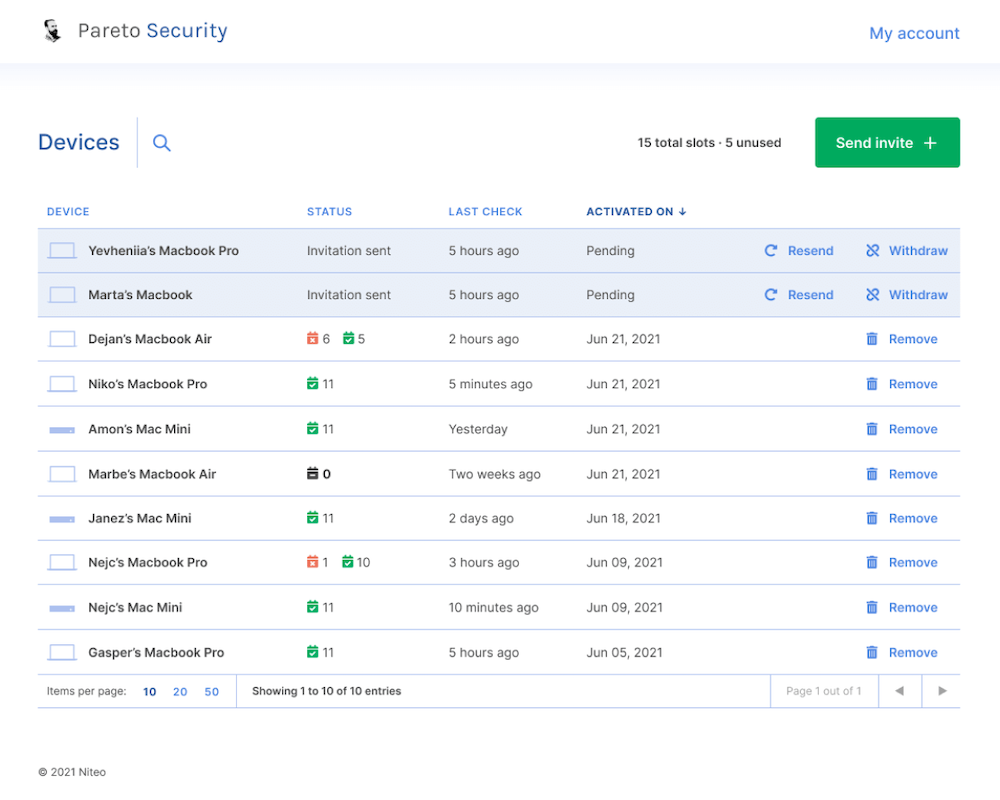 Pareto Security
My account
Devices
15 total slots · 5 unused
Send invite +
DEVICE STATUS LAST CHECK ACTIVATED ON ↓
Yevheniia’s Macbook Pro Invitation sent 5 hours ago Pending Resend Withdraw
Marta’s Macbook Invitation sent 5 hours ago Pending Resend Withdraw
Dejan’s Macbook Air 6 5 2 hours ago Jun 21, 2021 Remove
Niko’s Macbook Pro 11 5 minutes ago Jun 21, 2021 Remove
Amon’s Mac Mini 11 Yesterday Jun 21, 2021 Remove
Marbe’s Macbook Air 0 Two weeks ago Jun 21, 2021 Remove
Janez’s Mac Mini 11 2 days ago Jun 18, 2021 Remove
Nejc’s Macbook Pro 1 10 3 hours ago Jun 09, 2021 Remove
Nejc’s Mac Mini 11 10 minutes ago Jun 09, 2021 Remove
Gasper’s Macbook Pro 11 5 hours ago Jun 05, 2021 Remove
Items per page: 10 20 50 Showing 1 to 10 of 10 entries Page 1 out of 1
© 2021 Niteo